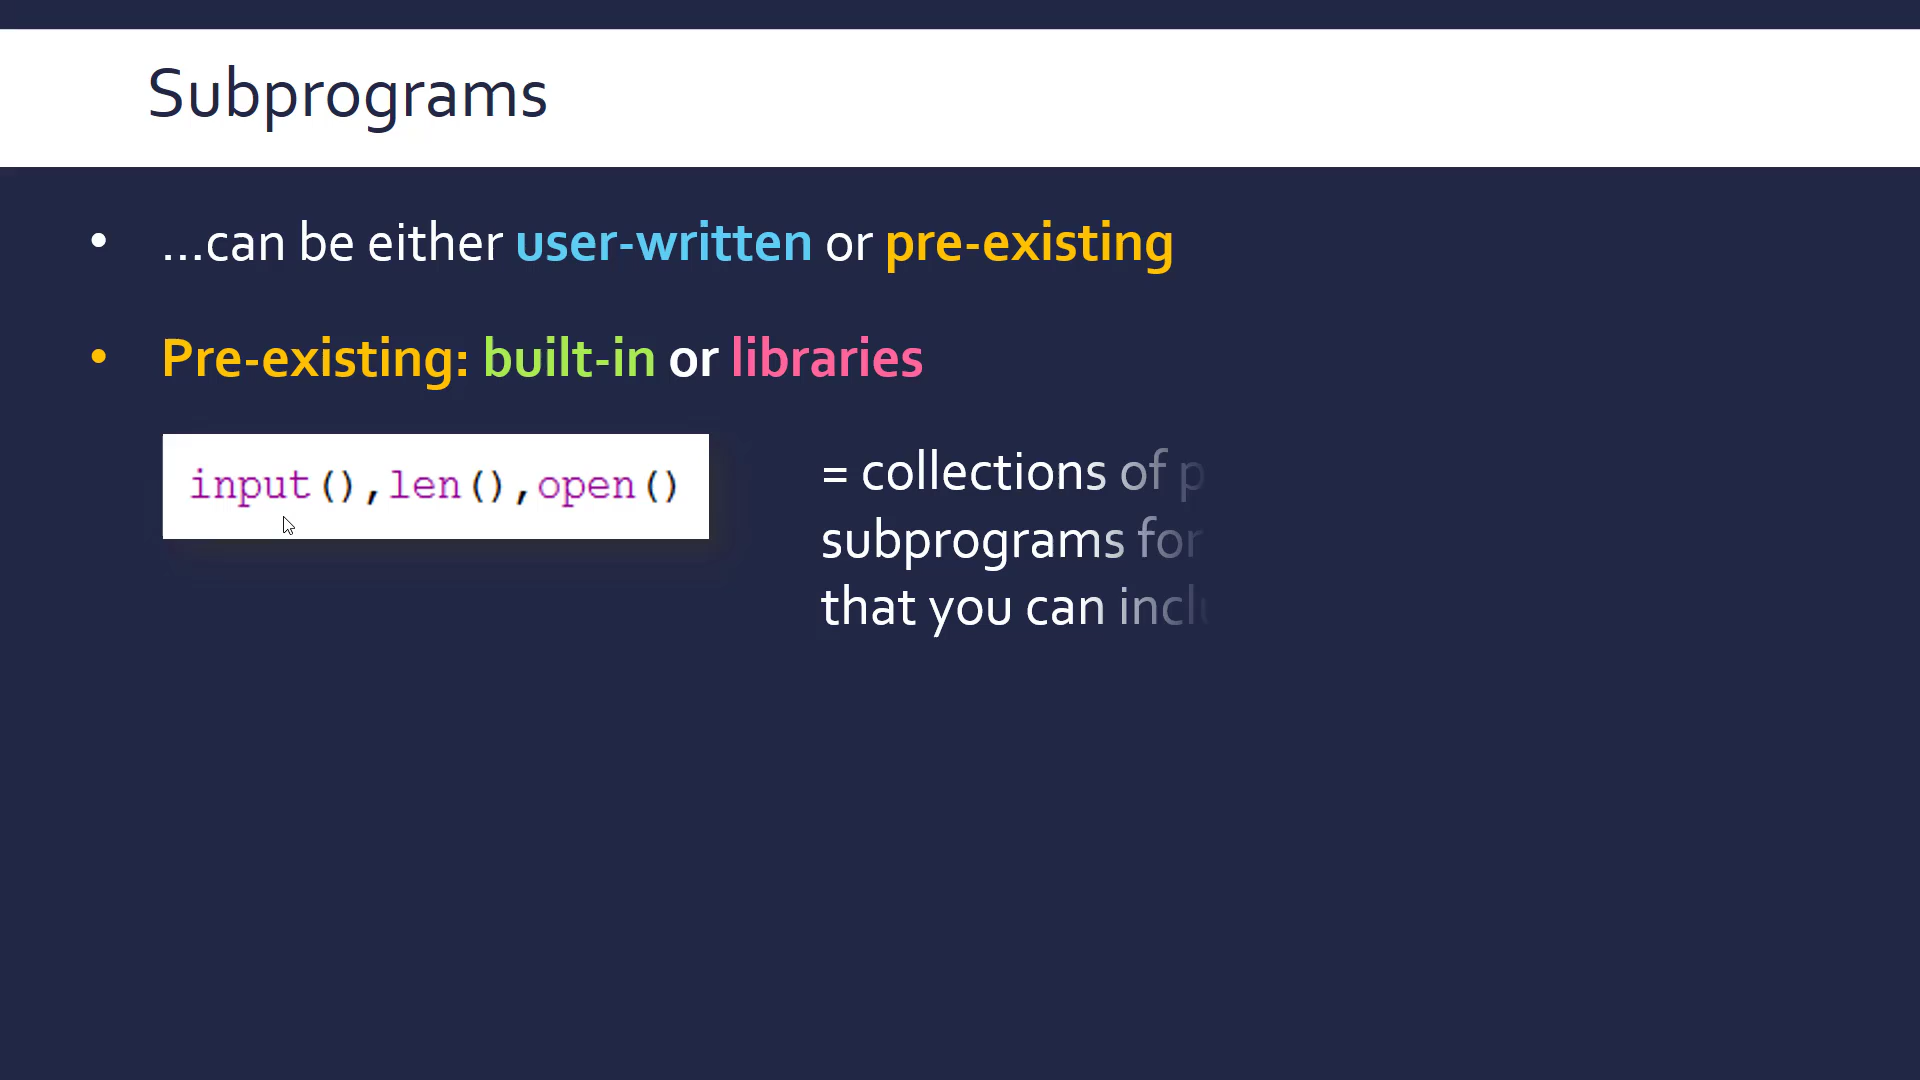 Subprograms
• ...can be either user-written or pre-existing
• Pre-existing: built-in or libraries
input(),len(),open()
= collections of
subprograms for
that you can